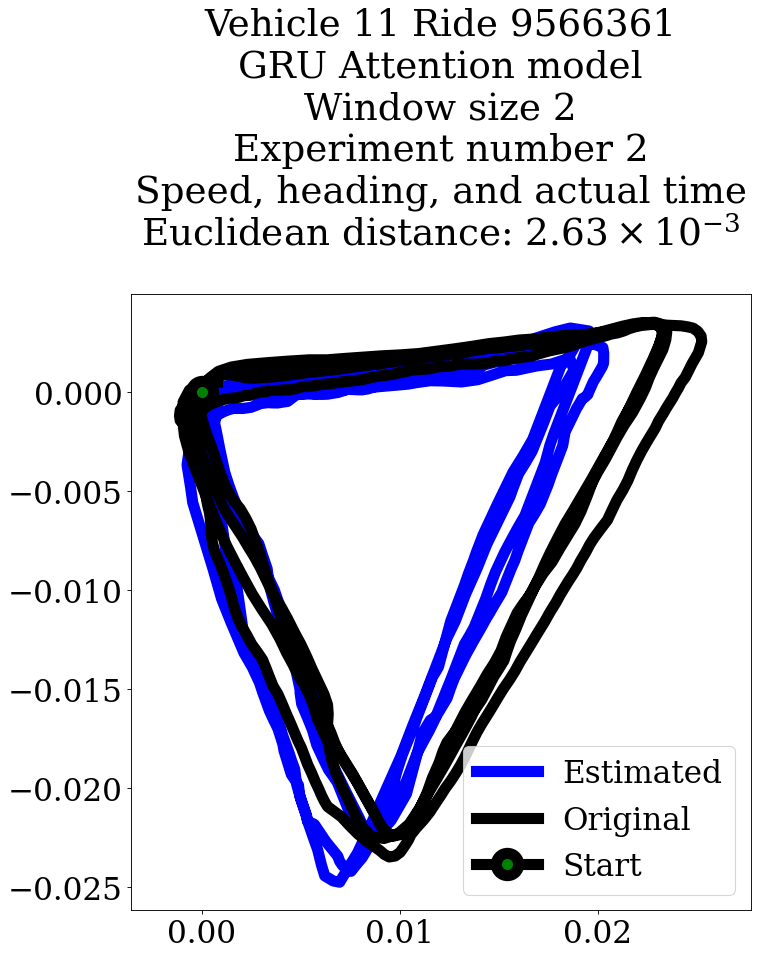 Vehicle 11 Ride 9566361
GRU Attention model
Window size 2
Experiment number 2
Speed, heading, and actual time
Euclidean distance: 2.63 × 10⁻³
0.000
−0.005
−0.010
−0.015
−0.020
−0.025
0.00
0.01
0.02
Estimated
Original
Start